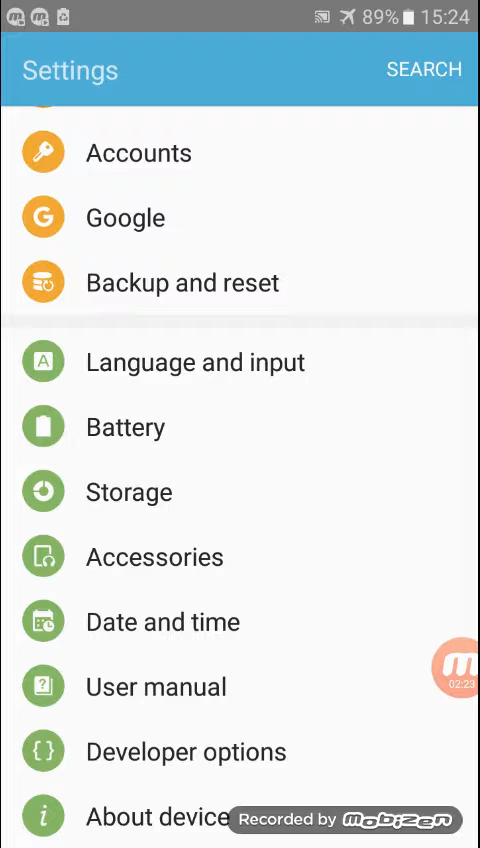 89% 15:24
Settings SEARCH
Accounts
Google
Backup and reset
Language and input
Battery
Storage
Accessories
Date and time
User manual
02:23
Developer options
About device
Recorded by mobizen